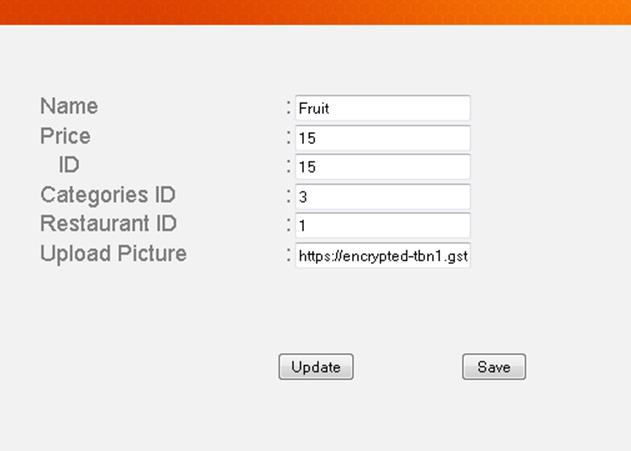 Name : Fruit
Price : 15
ID : 15
Categories ID : 3
Restaurant ID : 1
Upload Picture : https://encrypted-tbn1.gst
Update Save